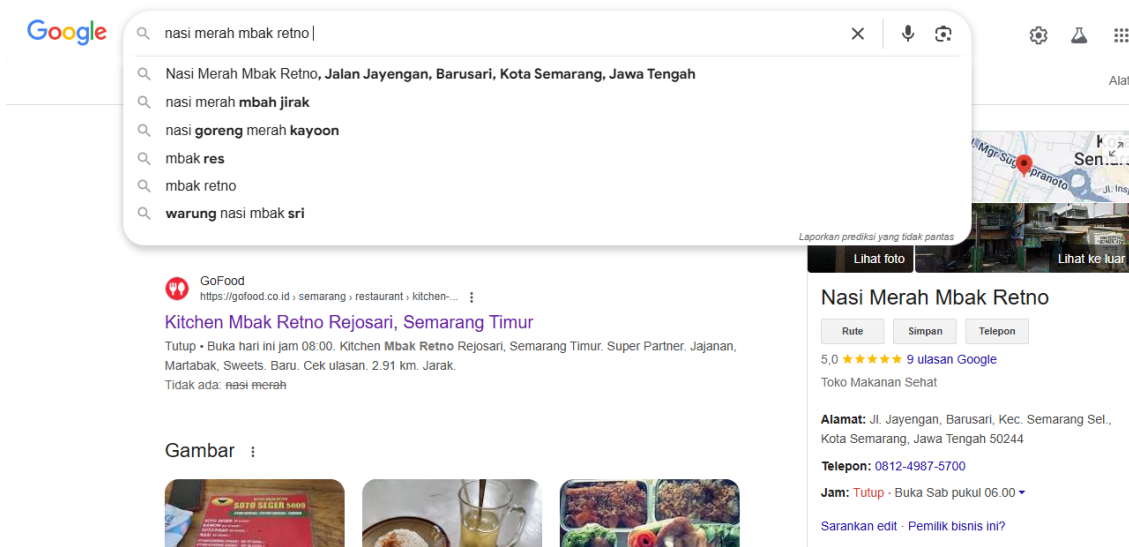 Google
nasi merah mbak retno
Nasi Merah Mbak Retno, Jalan Jayengan, Barusari, Kota Semarang, Jawa Tengah
nasi merah mbah jirak
nasi goreng merah kayoon
mbak res
mbak retno
warung nasi mbak sri
Laporkan prediksi yang tidak pantas
GoFood
https://gofood.co.id › semarang › restaurant › kitchen-...
Kitchen Mbak Retno Rejosari, Semarang Timur
Tutup • Buka hari ini jam 08:00. Kitchen Mbak Retno Rejosari, Semarang Timur. Super Partner. Jajanan,
Martabak, Sweets. Baru. Cek ulasan. 2.91 km. Jarak.
Tidak ada: nasi merah
Gambar
SOTO SEGER 5000
Alat
Jl. Mgr Sugiopranoto
Jl. Ins
Lihat foto
Lihat ke luar
Nasi Merah Mbak Retno
Rute
Simpan
Telepon
5,0 ★★★★★ 9 ulasan Google
Toko Makanan Sehat
Alamat: Jl. Jayengan, Barusari, Kec. Semarang Sel.,
Kota Semarang, Jawa Tengah 50244
Telepon: 0812-4987-5700
Jam: Tutup · Buka Sab pukul 06.00
Sarankan edit · Pemilik bisnis ini?